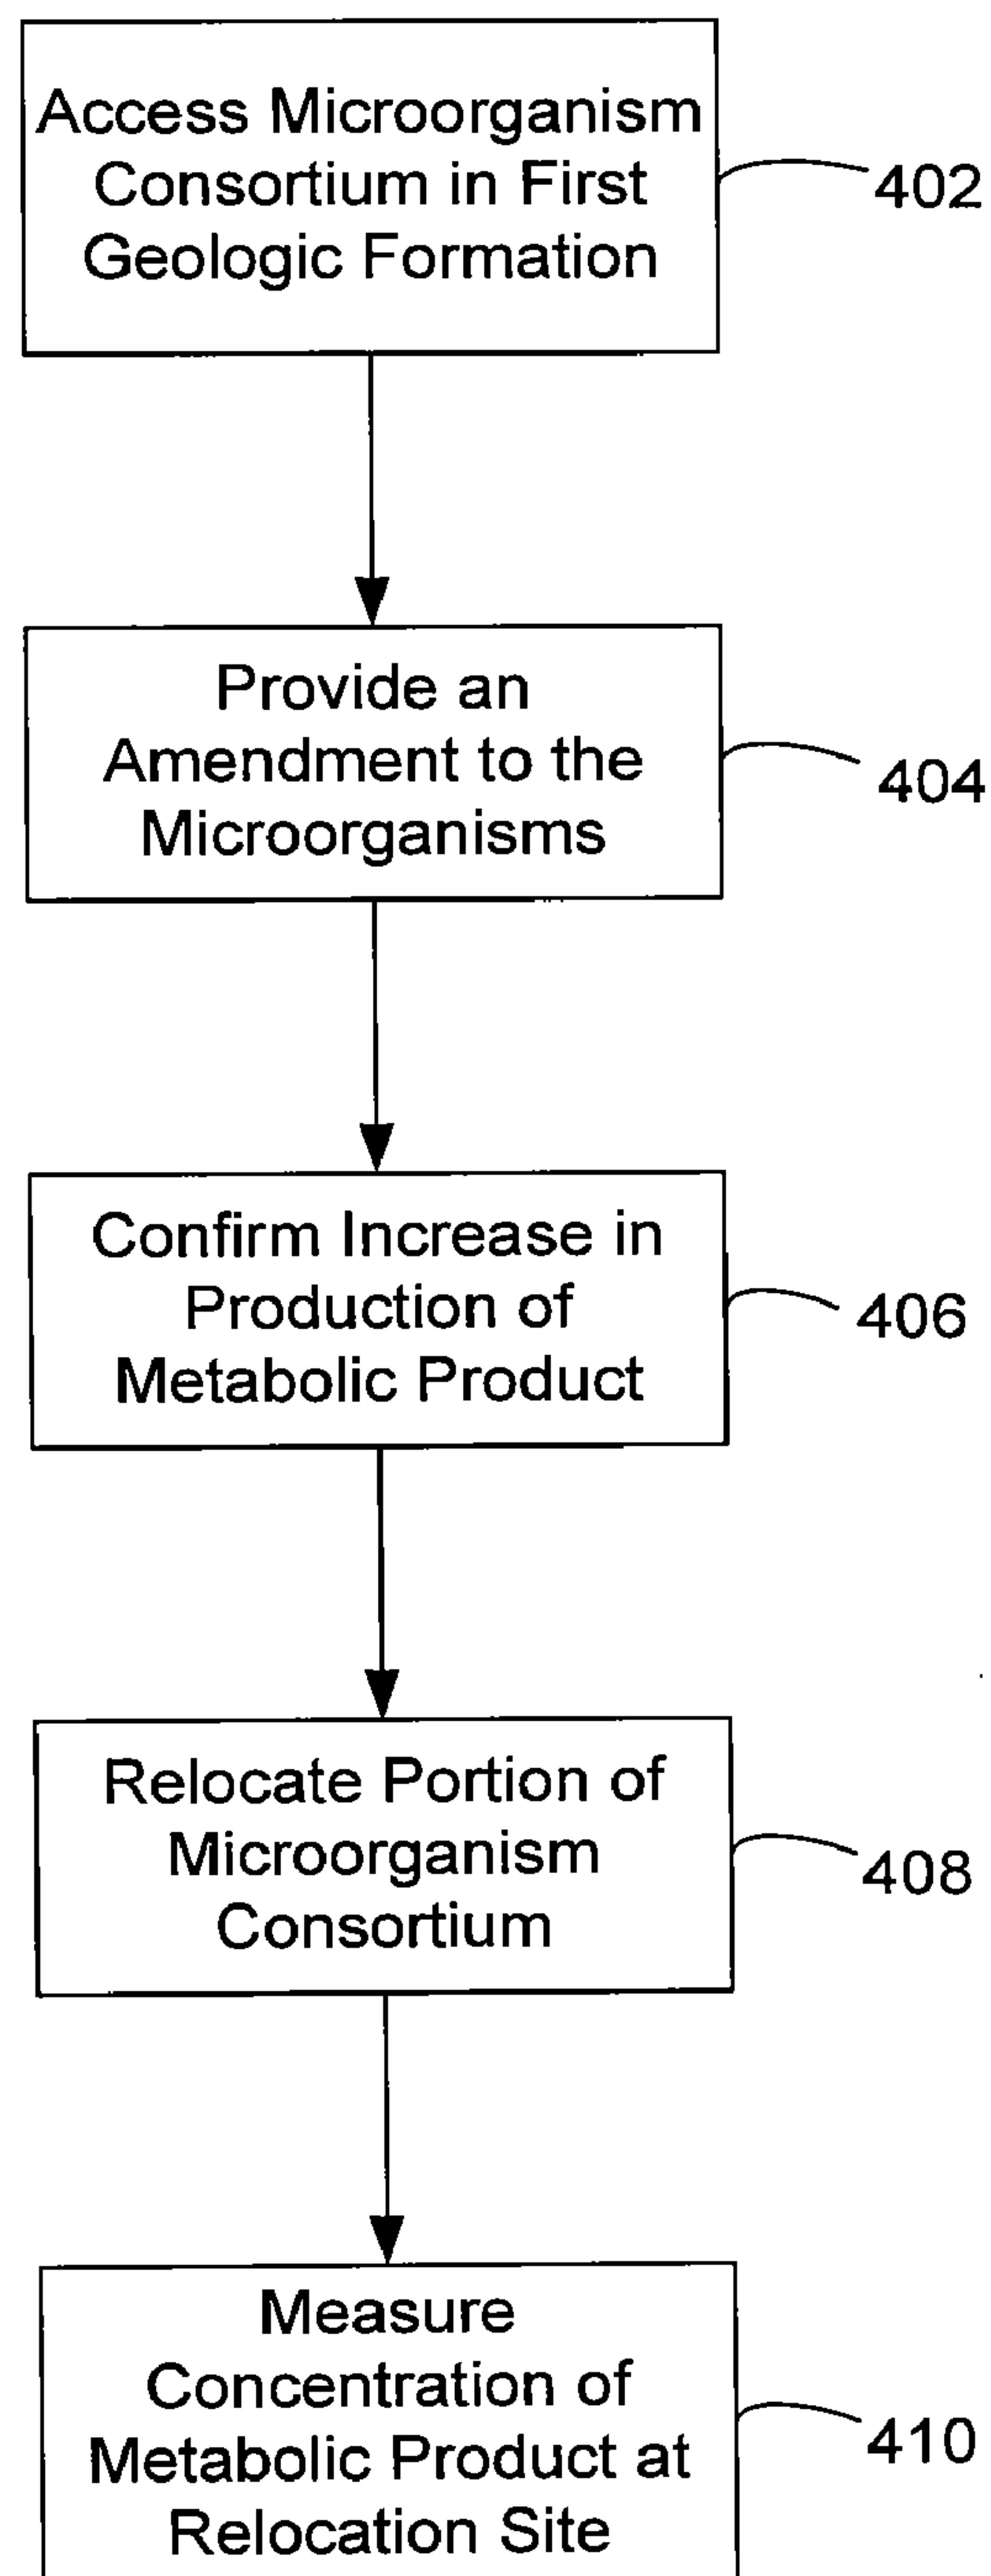 Access Microorganism
Consortium in First
Geologic Formation
402
Provide an
Amendment to the
Microorganisms
404
Confirm Increase in
Production of
Metabolic Product
406
Relocate Portion of
Microorganism
Consortium
408
Measure
Concentration of
Metabolic Product at
Relocation Site
410